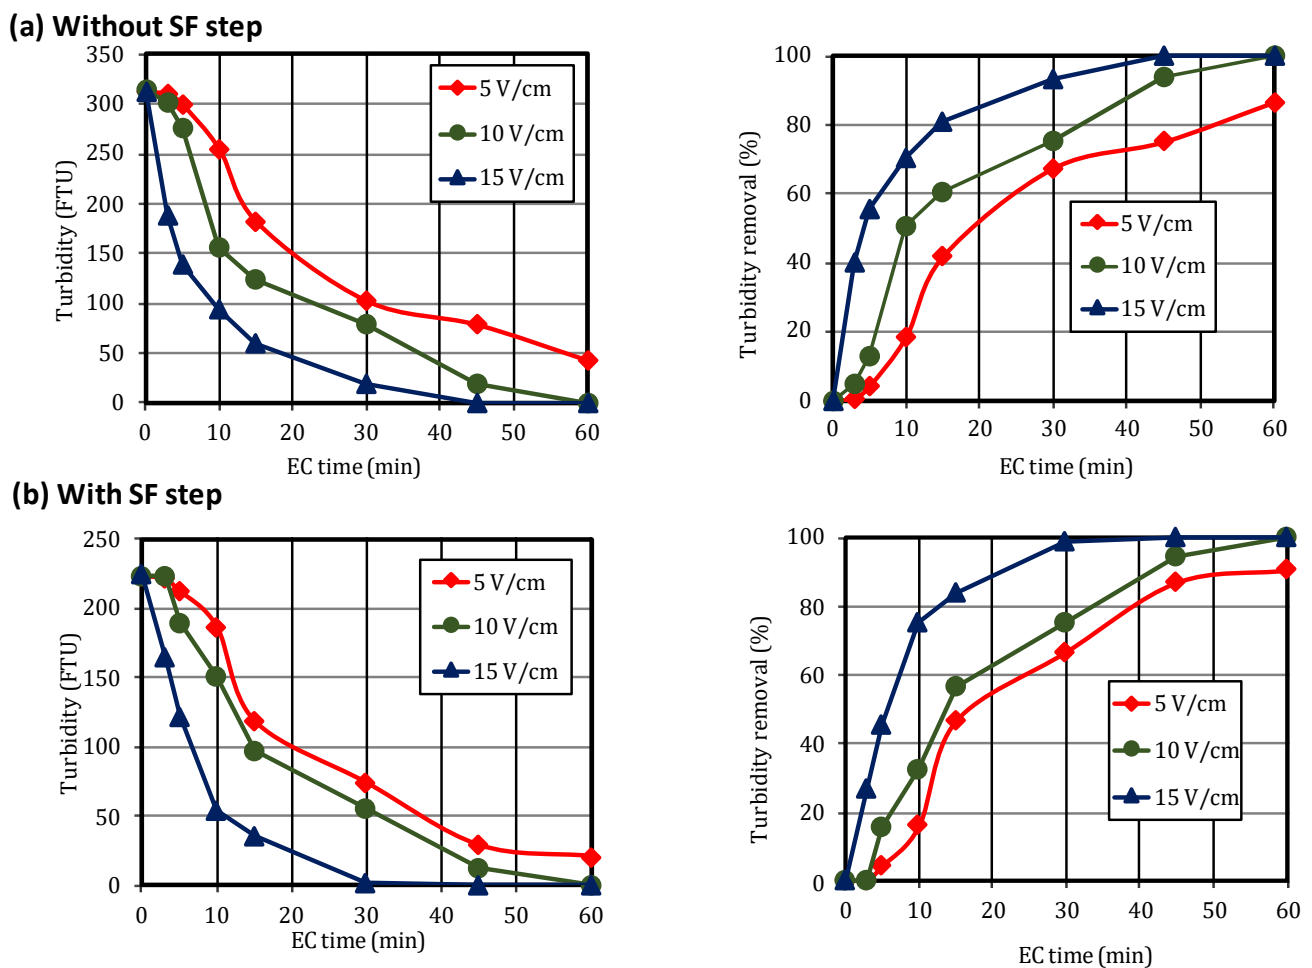 (a) Without SF step
350
300
250
200
150
100
50
0
Turbidity (FTU)
0 10 20 30 40 50 60
EC time (min)
5 V/cm
10 V/cm
15 V/cm
100
80
60
40
20
0
Turbidity removal (%)
0 10 20 30 40 50 60
EC time (min)
5 V/cm
10 V/cm
15 V/cm
(b) With SF step
250
200
150
100
50
0
Turbidity (FTU)
0 10 20 30 40 50 60
EC time (min)
5 V/cm
10 V/cm
15 V/cm
100
80
60
40
20
0
Turbidity removal (%)
0 10 20 30 40 50 60
EC time (min)
5 V/cm
10 V/cm
15 V/cm